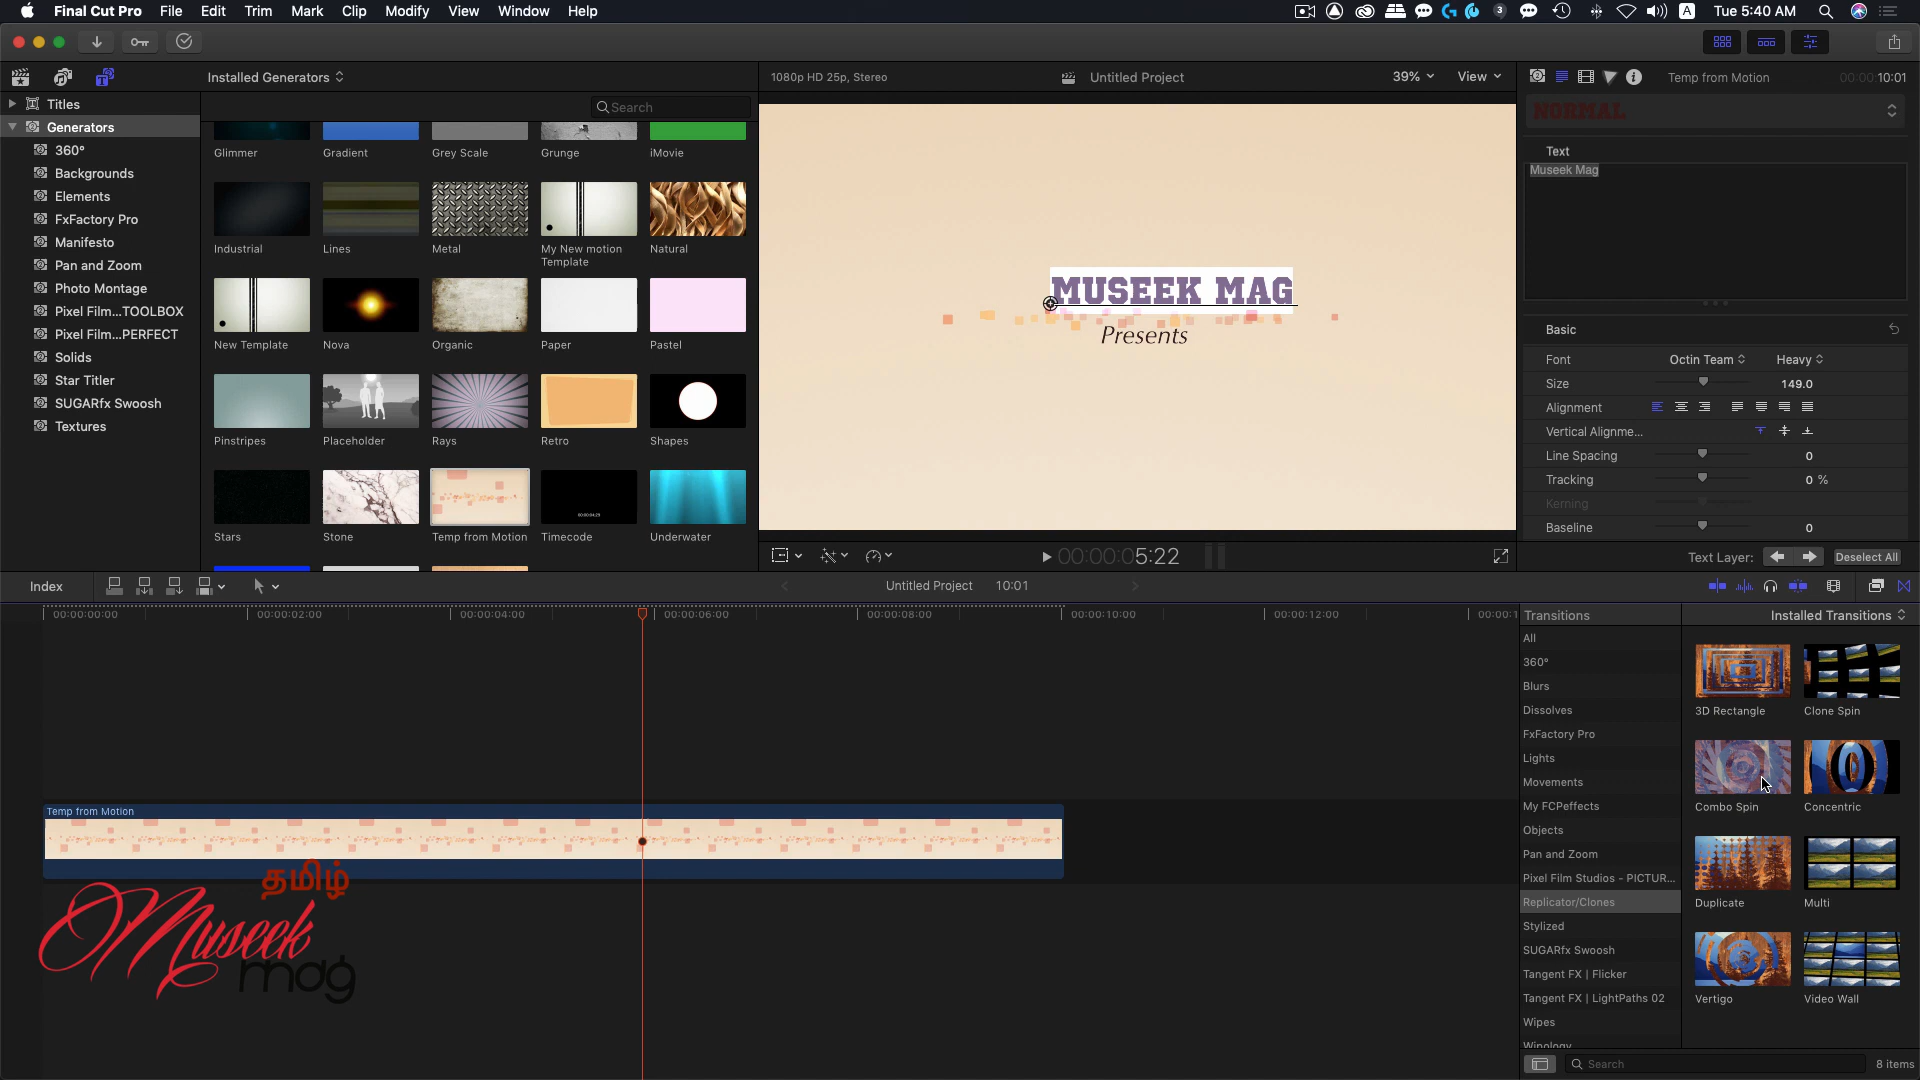 Final Cut Pro File Edit Trim Mark Clip Modify View Window Help
3 A Tue 5:40 AM
Installed Generators
1080p HD 25p, Stereo
Untitled Project
39% View
Temp from Motion
00:00:10:01
Titles
Generators
360°
Backgrounds
Elements
FxFactory Pro
Manifesto
Pan and Zoom
Photo Montage
Pixel Film...TOOLBOX
Pixel Film...PERFECT
Solids
Star Titler
SUGARfx Swoosh
Textures
Search
Glimmer Gradient Grey Scale Grunge iMovie
Industrial Lines Metal My New motion Template Natural
New Template Nova Organic Paper Pastel
Pinstripes Placeholder Rays Retro Shapes
Stars Stone Temp from Motion Timecode Underwater
MUSEEK MAG
Presents
NORMAL
Text
Museek Mag
Basic
Font Octin Team Heavy
Size 149.0
Alignment
Vertical Alignme...
Line Spacing 0
Tracking 0 %
Kerning
Baseline 0
00:00:05:22
Text Layer: Deselect All
Index
Untitled Project 10:01
00:00:00:00 00:00:02:00 00:00:04:00 00:00:06:00 00:00:08:00 00:00:10:00 00:00:12:00 00:00:1
Temp from Motion
தமிழ்
Museek
mag
Transitions
Installed Transitions
All
360°
Blurs
Dissolves
FxFactory Pro
Lights
Movements
My FCPeffects
Objects
Pan and Zoom
Pixel Film Studios - PICTUR...
Replicator/Clones
Stylized
SUGARfx Swoosh
Tangent FX | Flicker
Tangent FX | LightPaths 02
Wipes
3D Rectangle Clone Spin
Combo Spin Concentric
Duplicate Multi
Vertigo Video Wall
Search
8 items